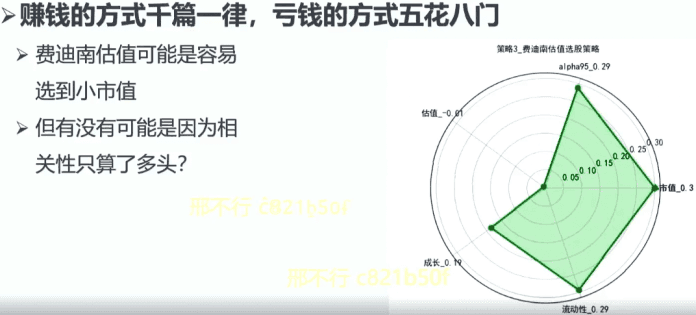 ➢赚钱的方式千篇一律，亏钱的方式五花八门
➢ 费迪南估值可能是容易
选到小市值
➢ 但有没有可能是因为相
关性只算了多头？
策略3_费迪南估值选股策略
alpha95_0.29
估值_-0.01
0.30
0.25
0.20
0.15
0.10
0.05
市值_0.3
成长_0.19
流动性_0.29
邢不行 c821b50f
邢不行 c821b50f